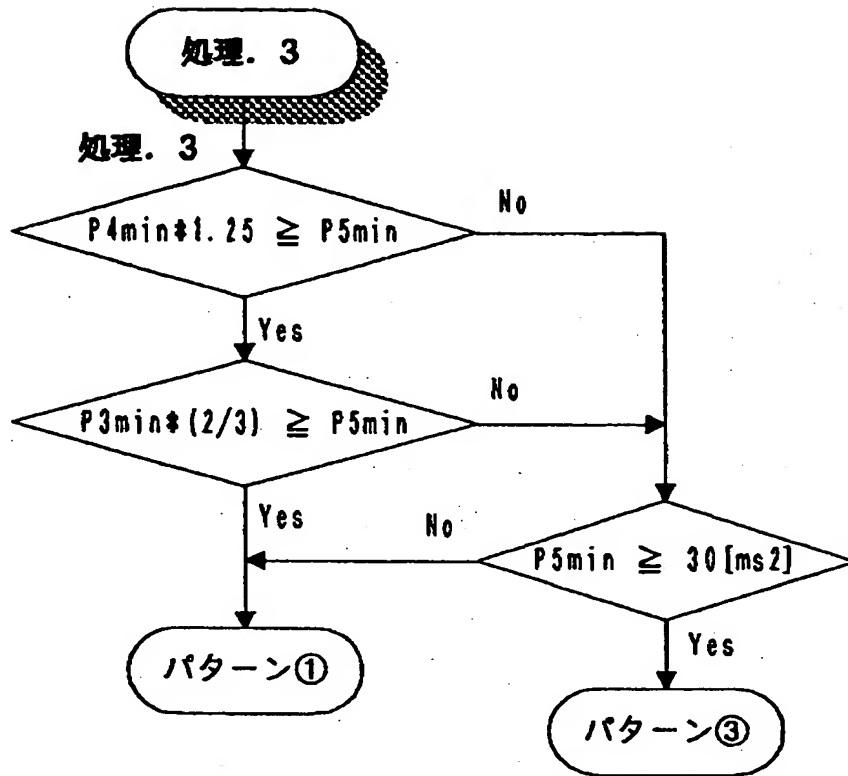 処理. 3
処理. 3
P4min*1.25 ≧ P5min
No
Yes
P3min*(2/3) ≧ P5min
No
Yes
No
P5min ≧ 30[ms2]
Yes
パターン①
パターン③